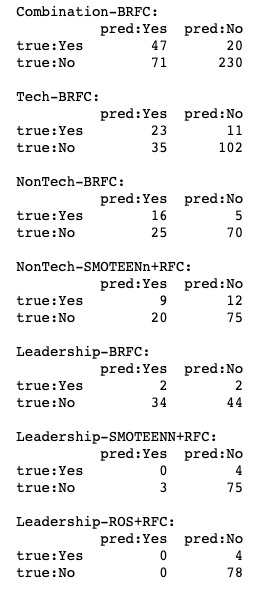 Combination-BRFC:
pred:Yes pred:No
true:Yes 47 20
true:No 71 230
Tech-BRFC:
pred:Yes pred:No
true:Yes 23 11
true:No 35 102
NonTech-BRFC:
pred:Yes pred:No
true:Yes 16 5
true:No 25 70
NonTech-SMOTEENn+RFC:
pred:Yes pred:No
true:Yes 9 12
true:No 20 75
Leadership-BRFC:
pred:Yes pred:No
true:Yes 2 2
true:No 34 44
Leadership-SMOTEENN+RFC:
pred:Yes pred:No
true:Yes 0 4
true:No 3 75
Leadership-ROS+RFC:
pred:Yes pred:No
true:Yes 0 4
true:No 0 78